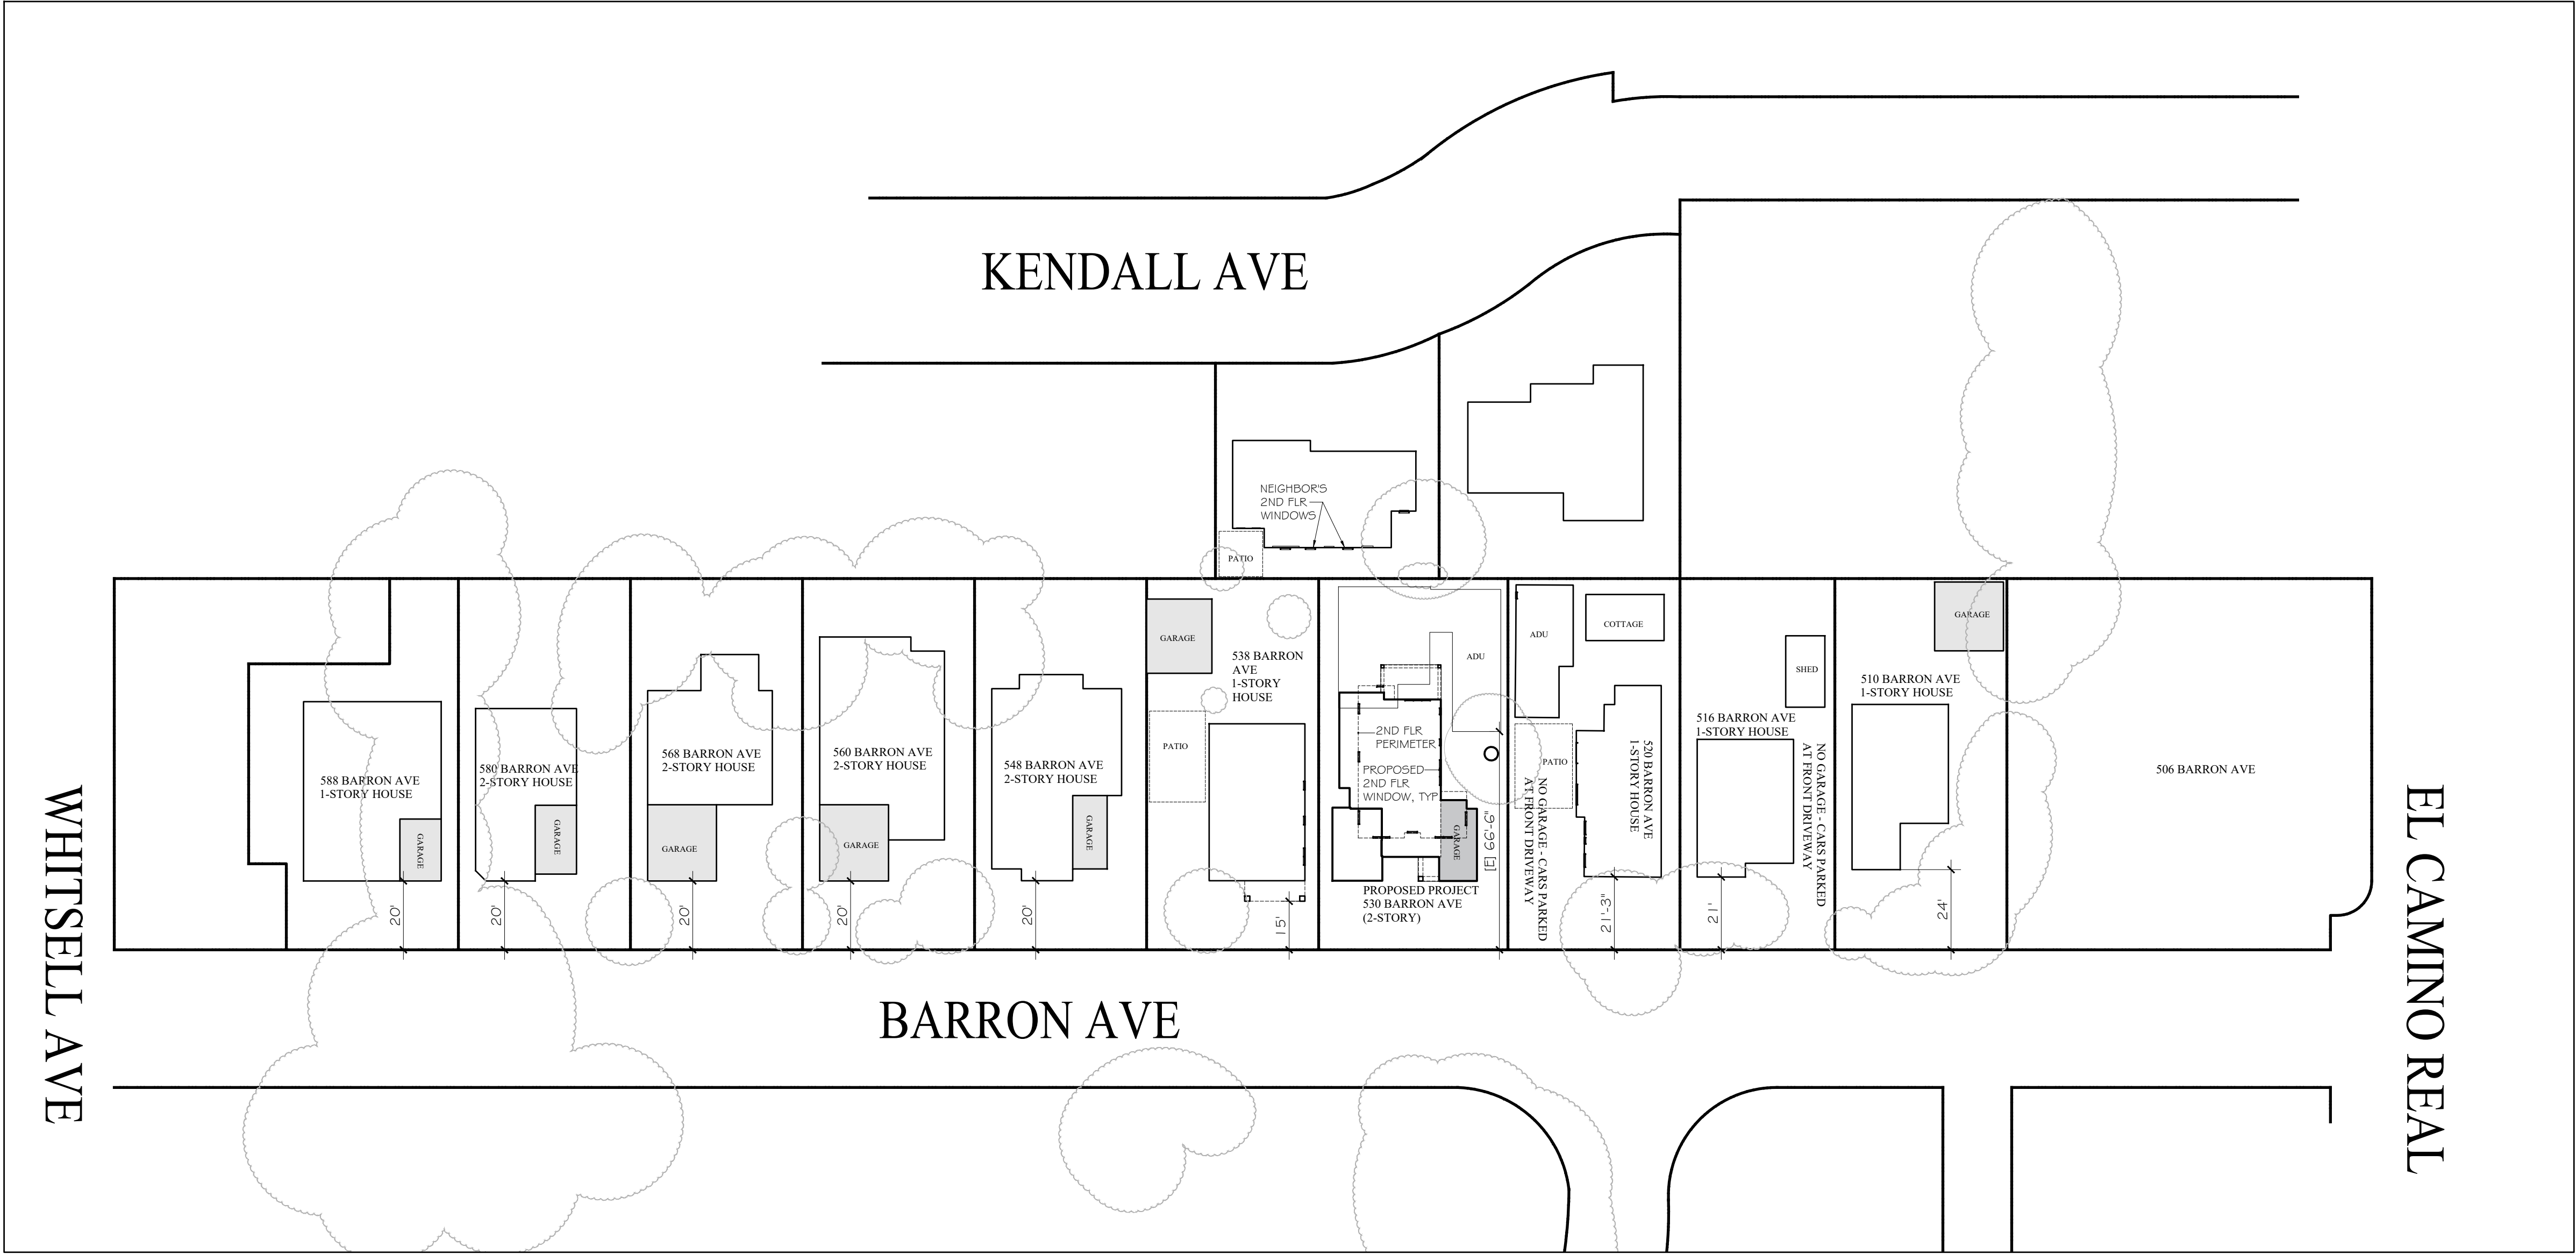 KENDALL AVE
NEIGHBOR'S
2ND FLR
WINDOWS
PATIO
588 BARRON AVE
1-STORY HOUSE
GARAGE
20'
580 BARRON AVE
2-STORY HOUSE
GARAGE
20'
568 BARRON AVE
2-STORY HOUSE
GARAGE
20'
560 BARRON AVE
2-STORY HOUSE
GARAGE
20'
548 BARRON AVE
2-STORY HOUSE
GARAGE
20'
GARAGE
538 BARRON
AVE
1-STORY
HOUSE
PATIO
15'
ADU
2ND FLR
PERIMETER
PROPOSED
2ND FLR
WINDOW, TYP
GARAGE
[E] 66'-6"
PROPOSED PROJECT
530 BARRON AVE
(2-STORY)
ADU
COTTAGE
PATIO
520 BARRON AVE
1-STORY HOUSE
NO GARAGE - CARS PARKED
AT FRONT DRIVEWAY
21'-3"
SHED
516 BARRON AVE
1-STORY HOUSE
NO GARAGE - CARS PARKED
AT FRONT DRIVEWAY
21'
GARAGE
510 BARRON AVE
1-STORY HOUSE
24'
506 BARRON AVE
WHITSELL AVE
BARRON AVE
EL CAMINO REAL